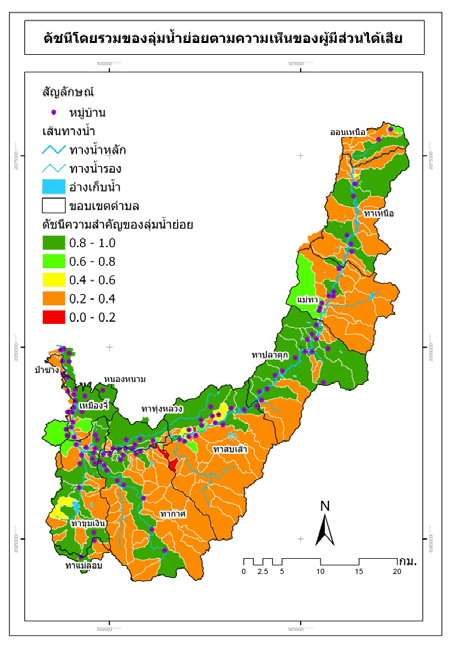 ดัชนีโดยรวมของลุ่มน้ำย่อยตามความเห็นของผู้มีส่วนได้เสีย
สัญลักษณ์
หมู่บ้าน
เส้นทางน้ำ
ทางน้ำหลัก
ทางน้ำรอง
อ่างเก็บน้ำ
ขอบเขตตำบล
ดัชนีความสำคัญของลุ่มน้ำย่อย
0.8 - 1.0
0.6 - 0.8
0.4 - 0.6
0.2 - 0.4
0.0 - 0.2
ออนเหนือ
ทาเหนือ
แม่ทา
ทาปลาดุก
ป่าซาง
หนองหนาม
เหมืองจี้
ทาทุ่งหลวง
ทาสบเส้า
ทากาศ
ทาขุมเงิน
ทาแม่ลอบ
N
0 2.5 5 10 15 20 กม.